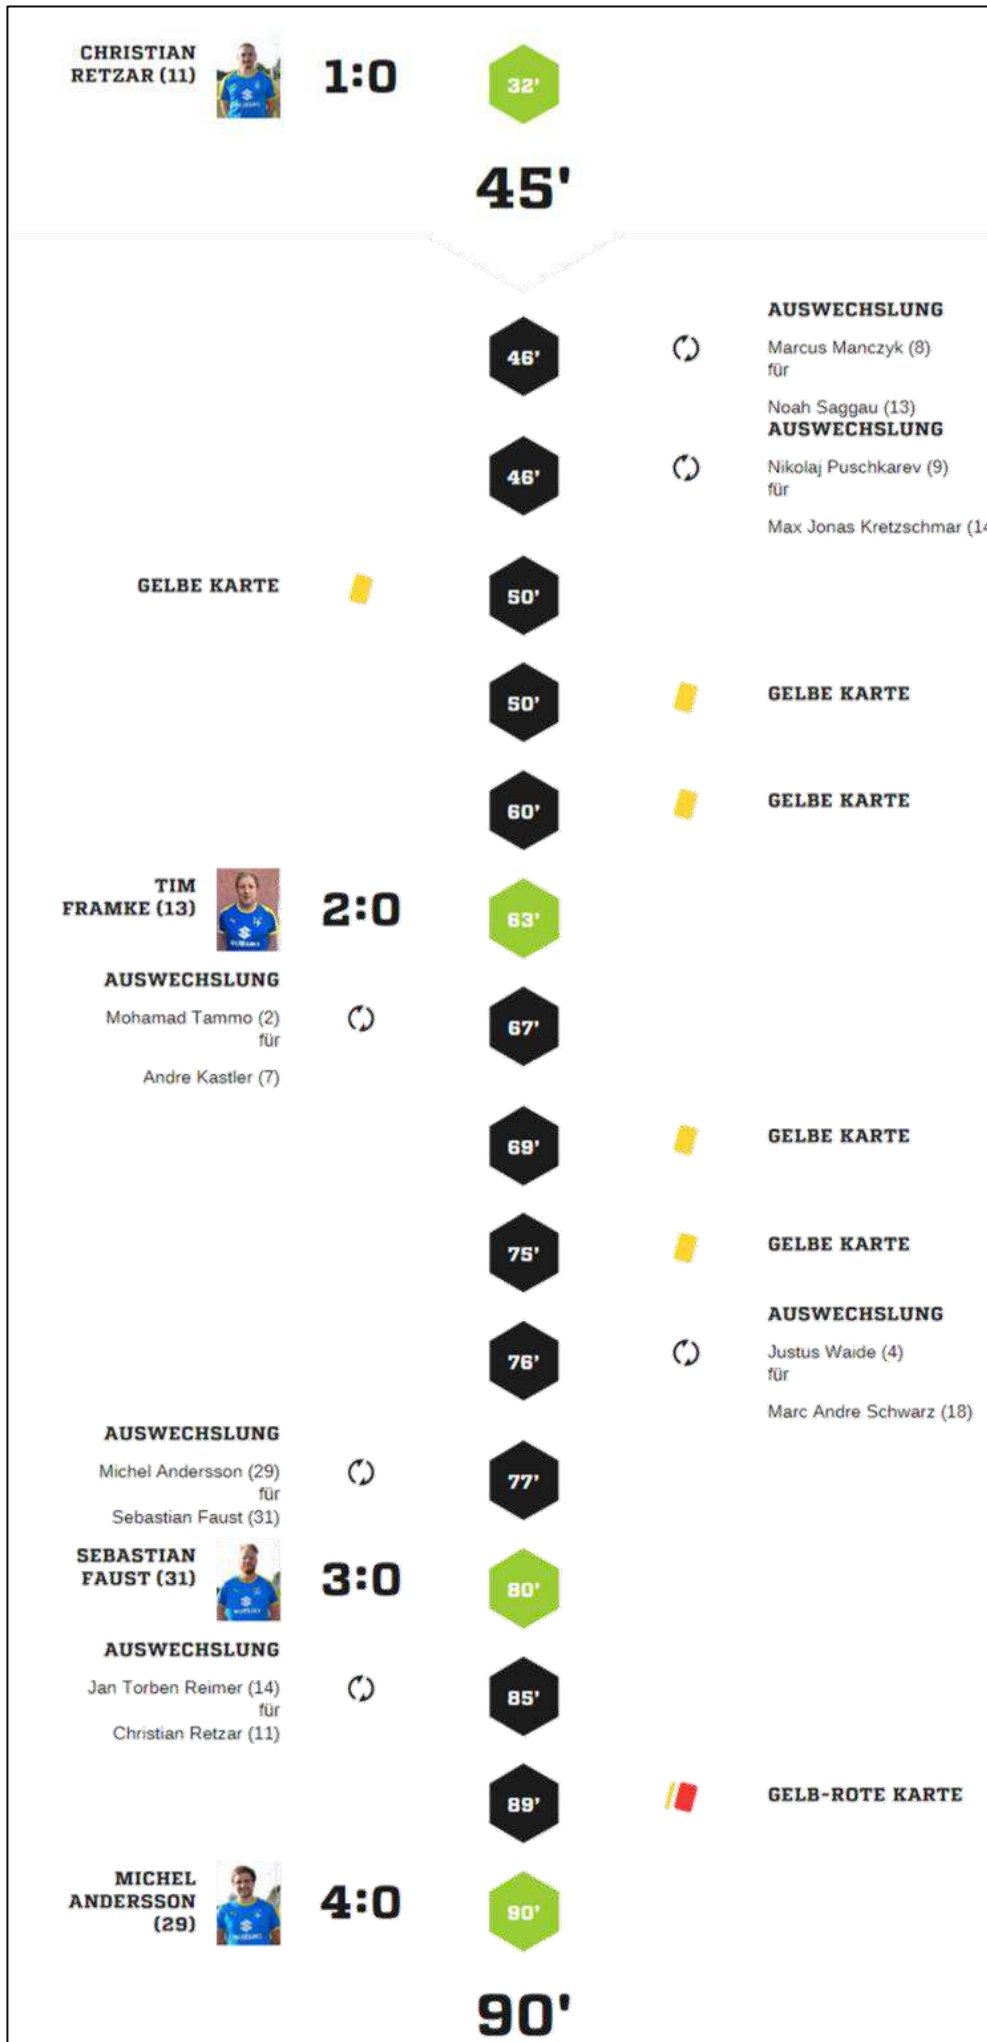 CHRISTIAN
RETZAR (11)
1:0
32'
45'
46'
AUSWECHSLUNG
Marcus Manczyk (8)
für
Noah Saggau (13)
46'
AUSWECHSLUNG
Nikolaj Puschkarev (9)
für
Max Jonas Kretzschmar (14
GELBE KARTE
50'
50'
GELBE KARTE
60'
GELBE KARTE
TIM
FRAMKE (13)
2:0
63'
AUSWECHSLUNG
Mohamad Tammo (2)
für
Andre Kastler (7)
67'
69'
GELBE KARTE
75'
GELBE KARTE
76'
AUSWECHSLUNG
Justus Waide (4)
für
Marc Andre Schwarz (18)
AUSWECHSLUNG
Michel Andersson (29)
für
Sebastian Faust (31)
77'
SEBASTIAN
FAUST (31)
3:0
80'
AUSWECHSLUNG
Jan Torben Reimer (14)
für
Christian Retzar (11)
85'
89'
GELB-ROTE KARTE
MICHEL
ANDERSSON
(29)
4:0
90'
90'